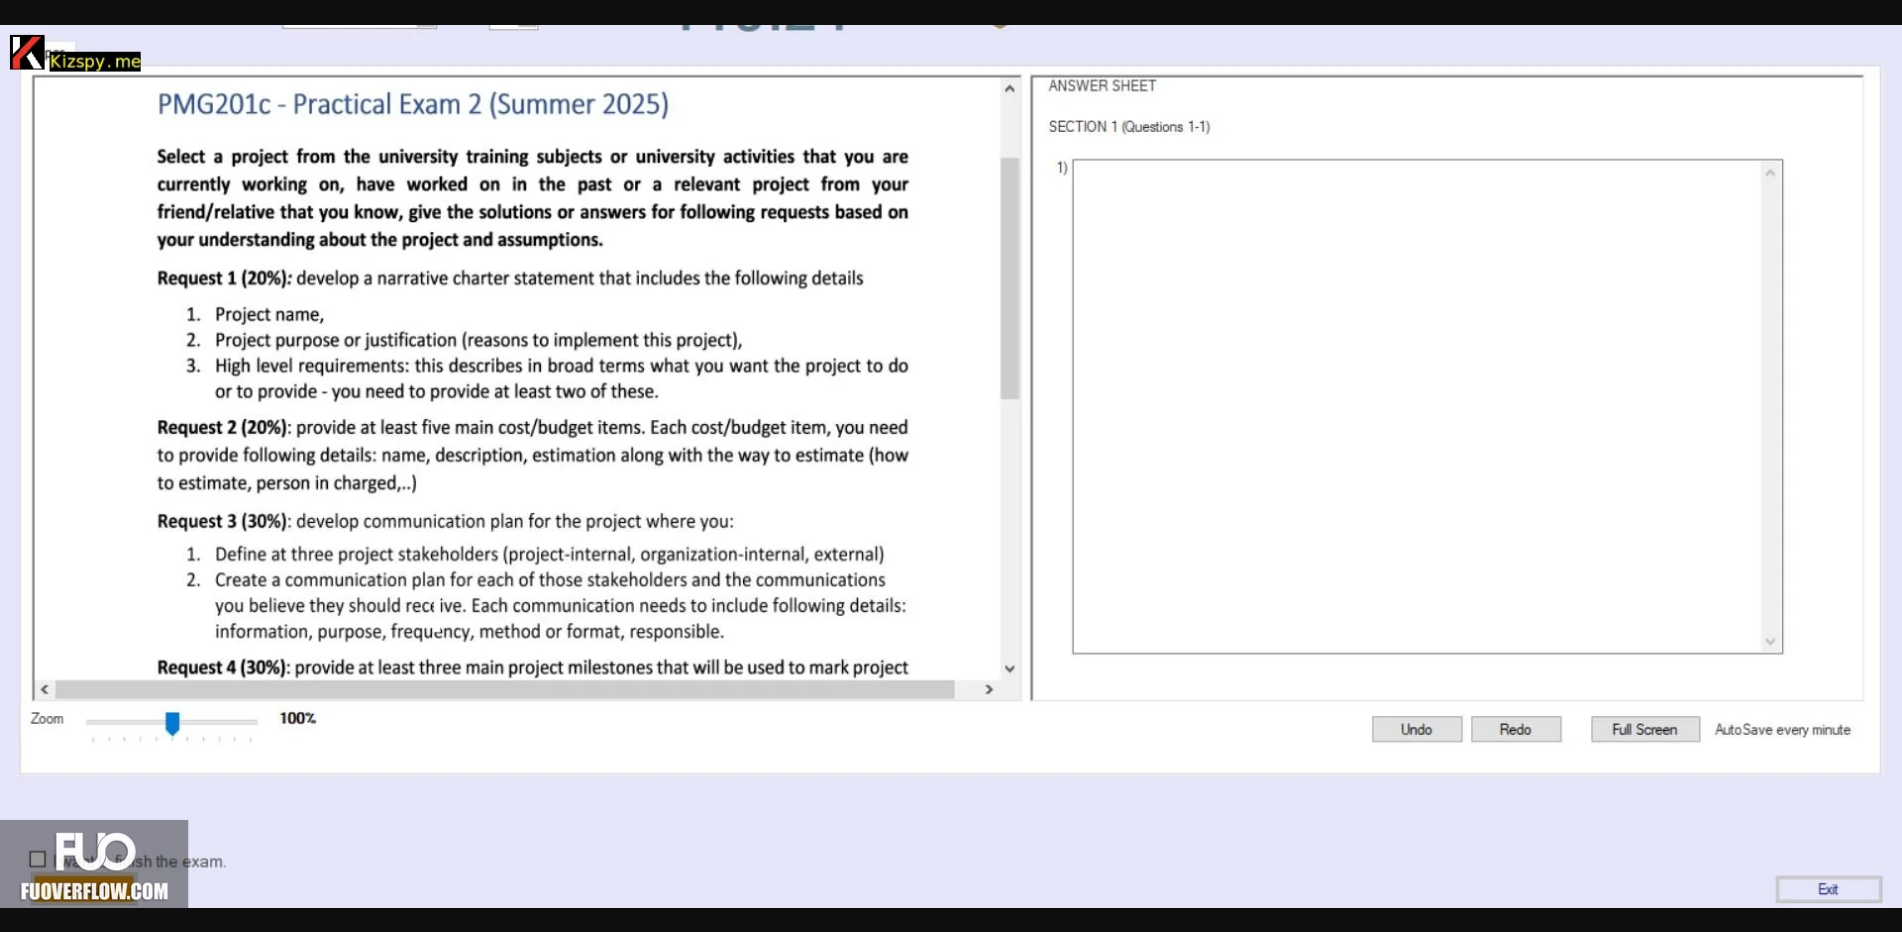 Kizspy.me
PMG201c - Practical Exam 2 (Summer 2025)
Select a project from the university training subjects or university activities that you are
currently working on, have worked on in the past or a relevant project from your
friend/relative that you know, give the solutions or answers for following requests based on
your understanding about the project and assumptions.
Request 1 (20%): develop a narrative charter statement that includes the following details
1. Project name,
2. Project purpose or justification (reasons to implement this project),
3. High level requirements: this describes in broad terms what you want the project to do
or to provide - you need to provide at least two of these.
Request 2 (20%): provide at least five main cost/budget items. Each cost/budget item, you need
to provide following details: name, description, estimation along with the way to estimate (how
to estimate, person in charged,..)
Request 3 (30%): develop communication plan for the project where you:
1. Define at three project stakeholders (project-internal, organization-internal, external)
2. Create a communication plan for each of those stakeholders and the communications
you believe they should receive. Each communication needs to include following details:
information, purpose, frequency, method or format, responsible.
Request 4 (30%): provide at least three main project milestones that will be used to mark project
ANSWER SHEET
SECTION 1 (Questions 1-1)
1)
Zoom
100%
Undo
Redo
Full Screen
AutoSave every minute
FUO
the exam.
FUOVERFLOW.COM
Exit